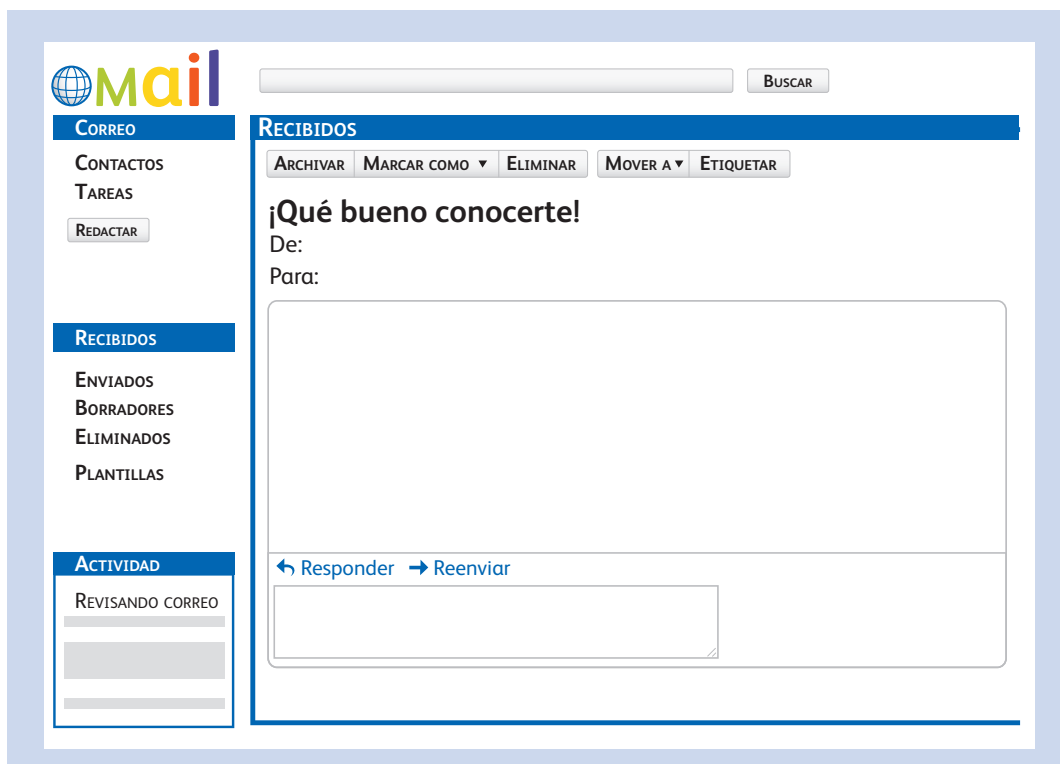 Mail
BUSCAR
CORREO
CONTACTOS
TAREAS
REDACTAR
RECIBIDOS
ENVIADOS
BORRADORES
ELIMINADOS
PLANTILLAS
ACTIVIDAD
REVISANDO CORREO
RECIBIDOS
ARCHIVAR MARCAR COMO ELIMINAR MOVER A ETIQUETAR
¡Qué bueno conocerte!
De:
Para:
Responder Reenviar